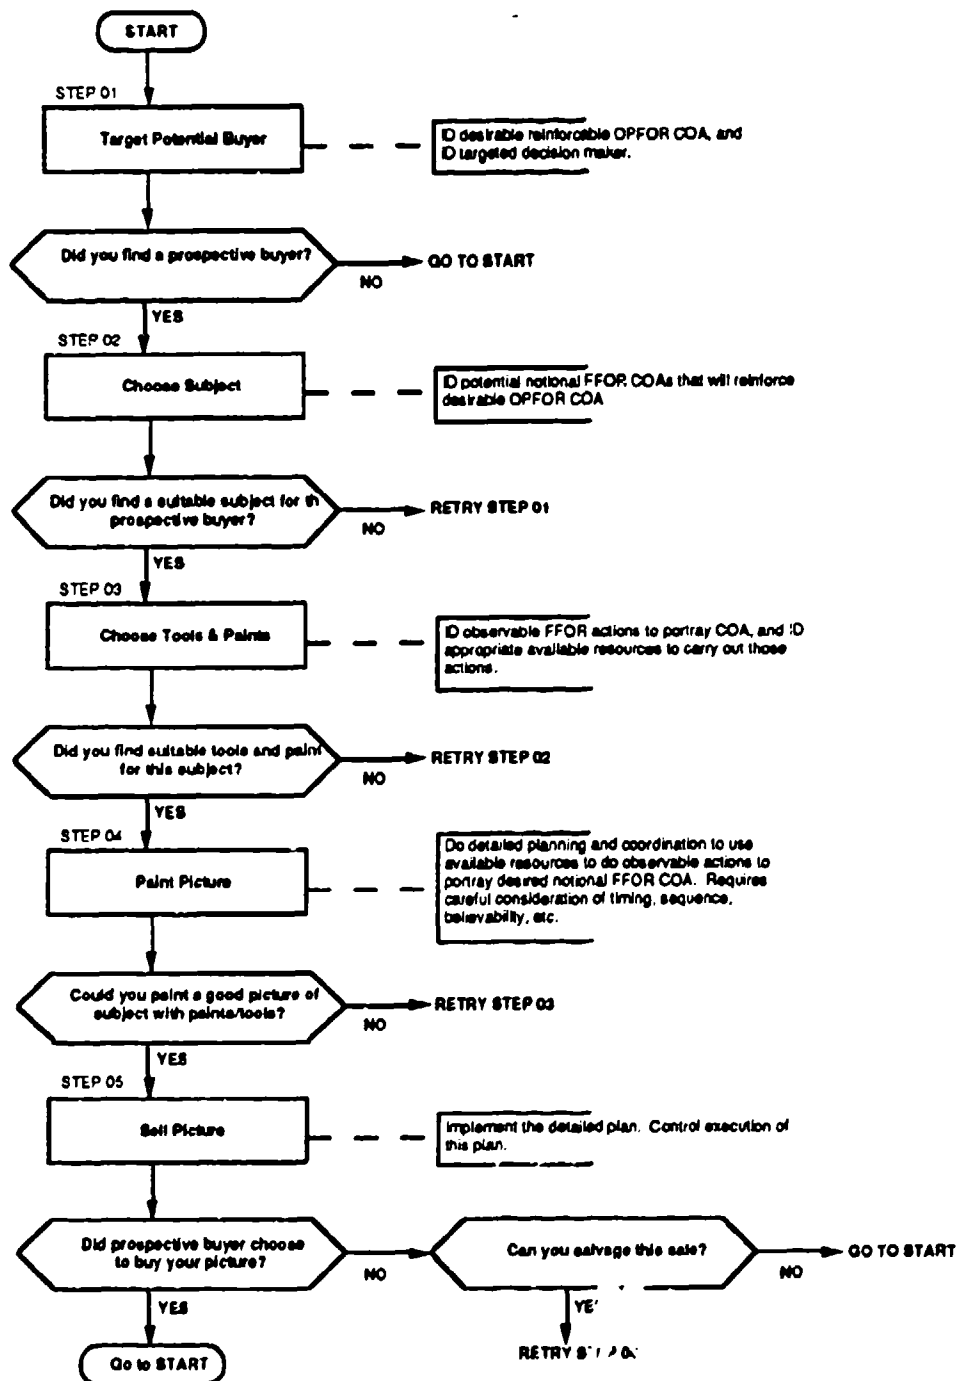 START
STEP 01
Target Potential Buyer
ID desirable reinforcible OPFOR COA, and
ID targeted decision maker.
Did you find a prospective buyer?
NO
GO TO START
YES
STEP 02
Choose Subject
ID potential notional FFOR COAs that will reinforce
desirable OPFOR COA
Did you find a suitable subject for th
prospective buyer?
NO
RETRY STEP 01
YES
STEP 03
Choose Tools & Paints
ID observable FFOR actions to portray COA, and ID
appropriate available resources to carry out those
actions.
Did you find suitable tools and paint
for this subject?
NO
RETRY STEP 02
YES
STEP 04
Paint Picture
Do detailed planning and coordination to use
available resources to do observable actions to
portray desired notional FFOR COA. Requires
careful consideration of timing, sequence,
believability, etc.
Could you paint a good picture of
subject with paints/tools?
NO
RETRY STEP 03
YES
STEP 05
Sell Picture
Implement the detailed plan. Control execution of
this plan.
Did prospective buyer choose
to buy your picture?
NO
Can you salvage this sale?
NO
GO TO START
YES
YE
Go to START
RETRY